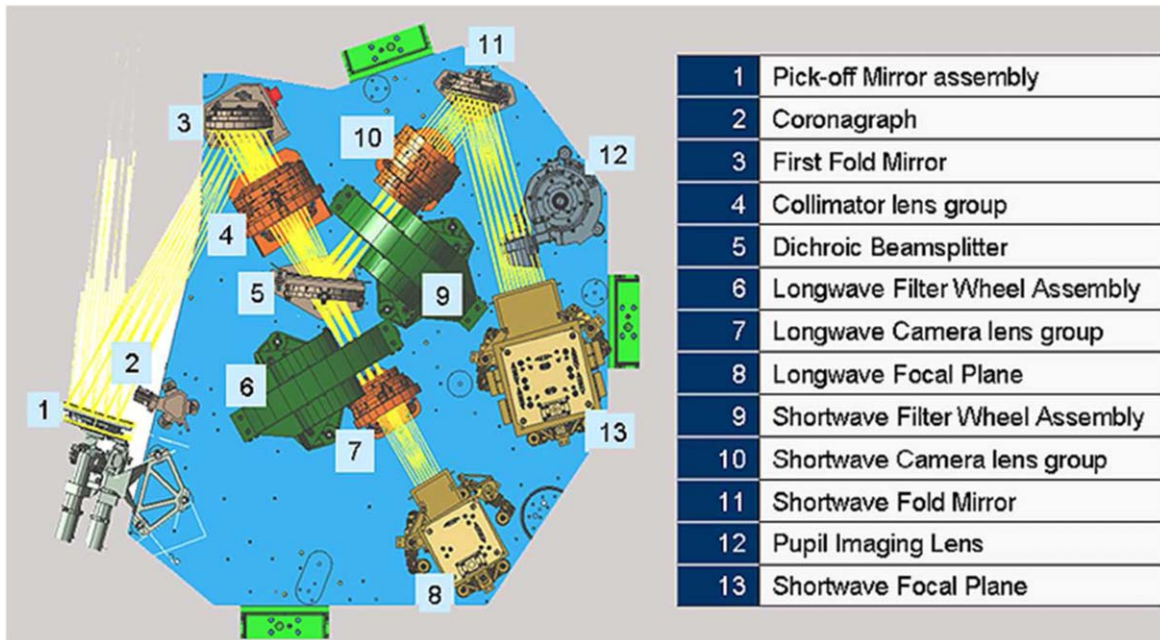 11
3
10
12
4
5
9
2
6
1
7
13
8
1 Pick-off Mirror assembly
2 Coronagraph
3 First Fold Mirror
4 Collimator lens group
5 Dichroic Beamsplitter
6 Longwave Filter Wheel Assembly
7 Longwave Camera lens group
8 Longwave Focal Plane
9 Shortwave Filter Wheel Assembly
10 Shortwave Camera lens group
11 Shortwave Fold Mirror
12 Pupil Imaging Lens
13 Shortwave Focal Plane